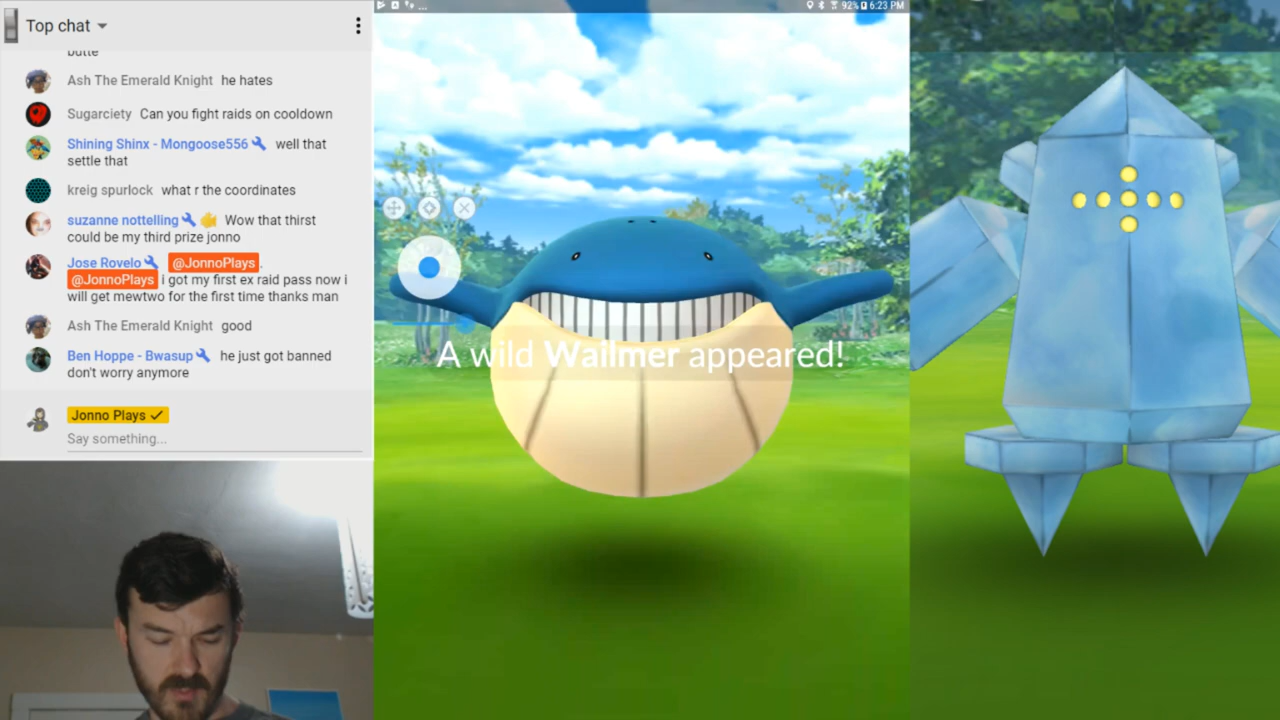 Top chat
butte
Ash The Emerald Knight he hates
Sugarciety Can you fight raids on cooldown
Shining Shinx - Mongoose556 well that
settle that
kreig spurlock what r the coordinates
suzanne nottelling Wow that thirst
could be my third prize jonno
Jose Rovelo @JonnoPlays.
@JonnoPlays i got my first ex raid pass now i
will get mewtwo for the first time thanks man
Ash The Emerald Knight good
Ben Hoppe - Bwasup he just got banned
don't worry anymore
Jonno Plays
Say something...
... 92% 6:23 PM
A wild Wailmer appeared!